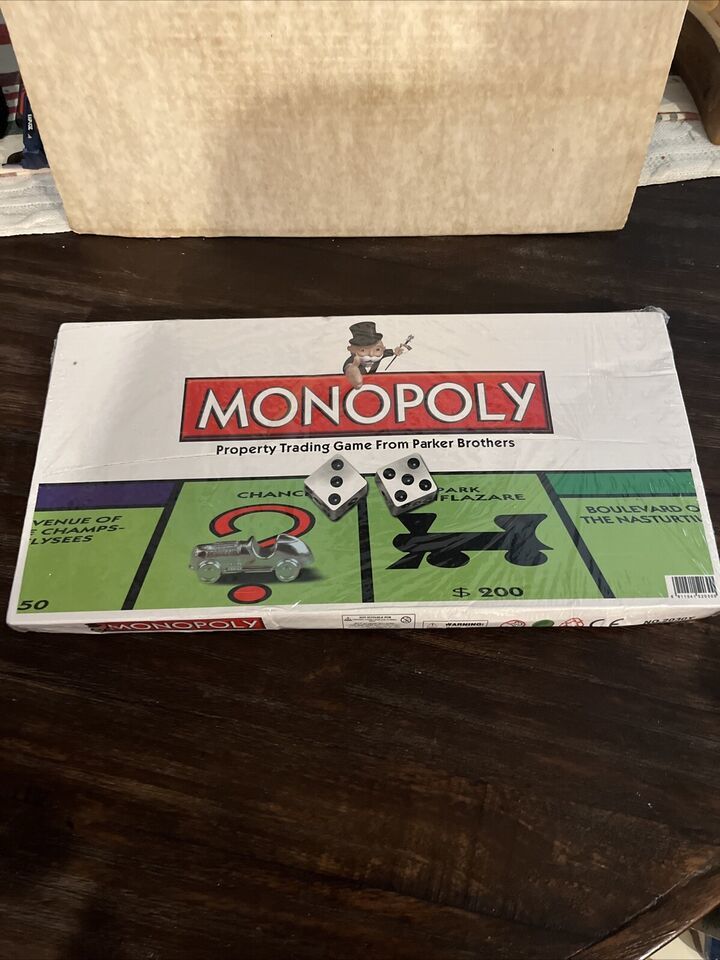 MONOPOLY
Property Trading Game From Parker Brothers
CHANC
PARK
FLAZARE
VENUE OF
CHAMPS-
LYSEES
BOULEVARD O
THE NASTURTI
50
$ 200
MONOPOLY
WARNING:
CE